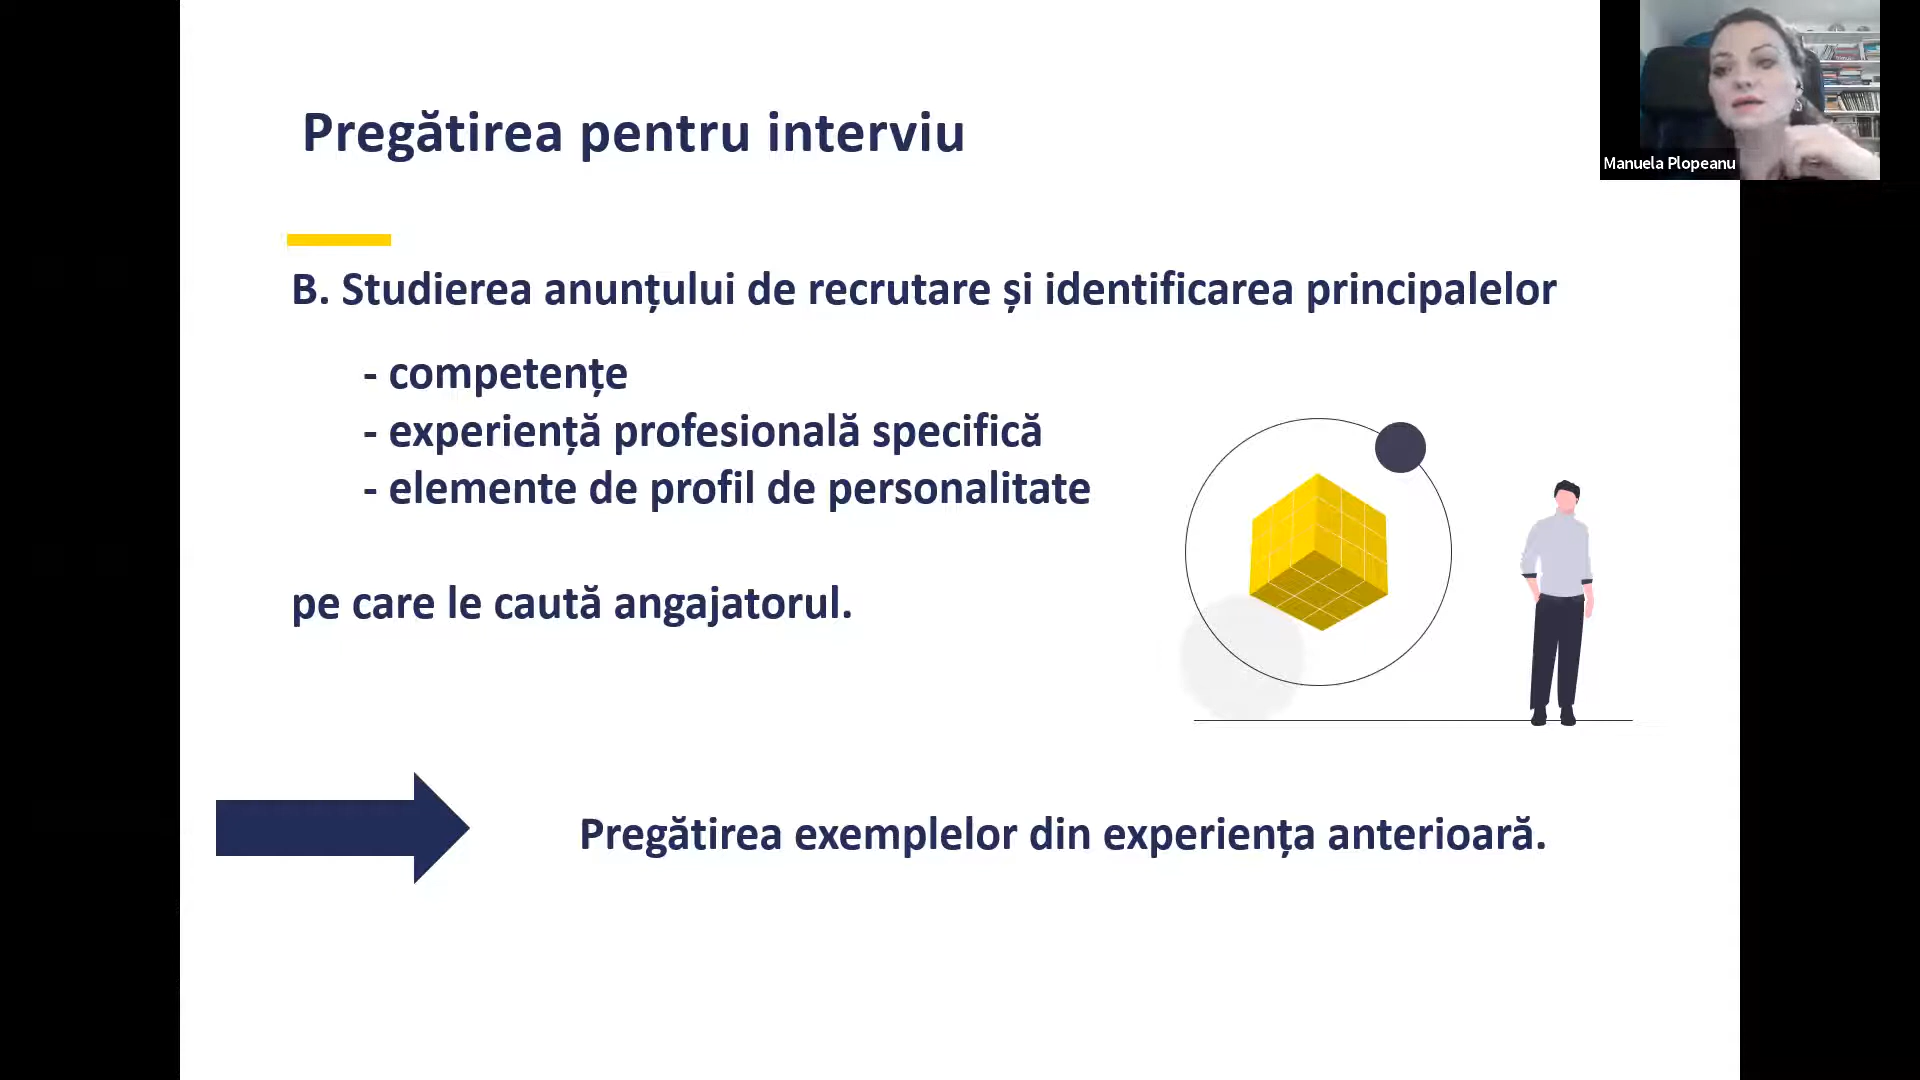 Pregătirea pentru interviu
Manuela Plopeanu
B. Studierea anunțului de recrutare și identificarea principalelor
- competențe
- experiență profesională specifică
- elemente de profil de personalitate
pe care le caută angajatorul.
Pregătirea exemplelor din experiența anterioară.